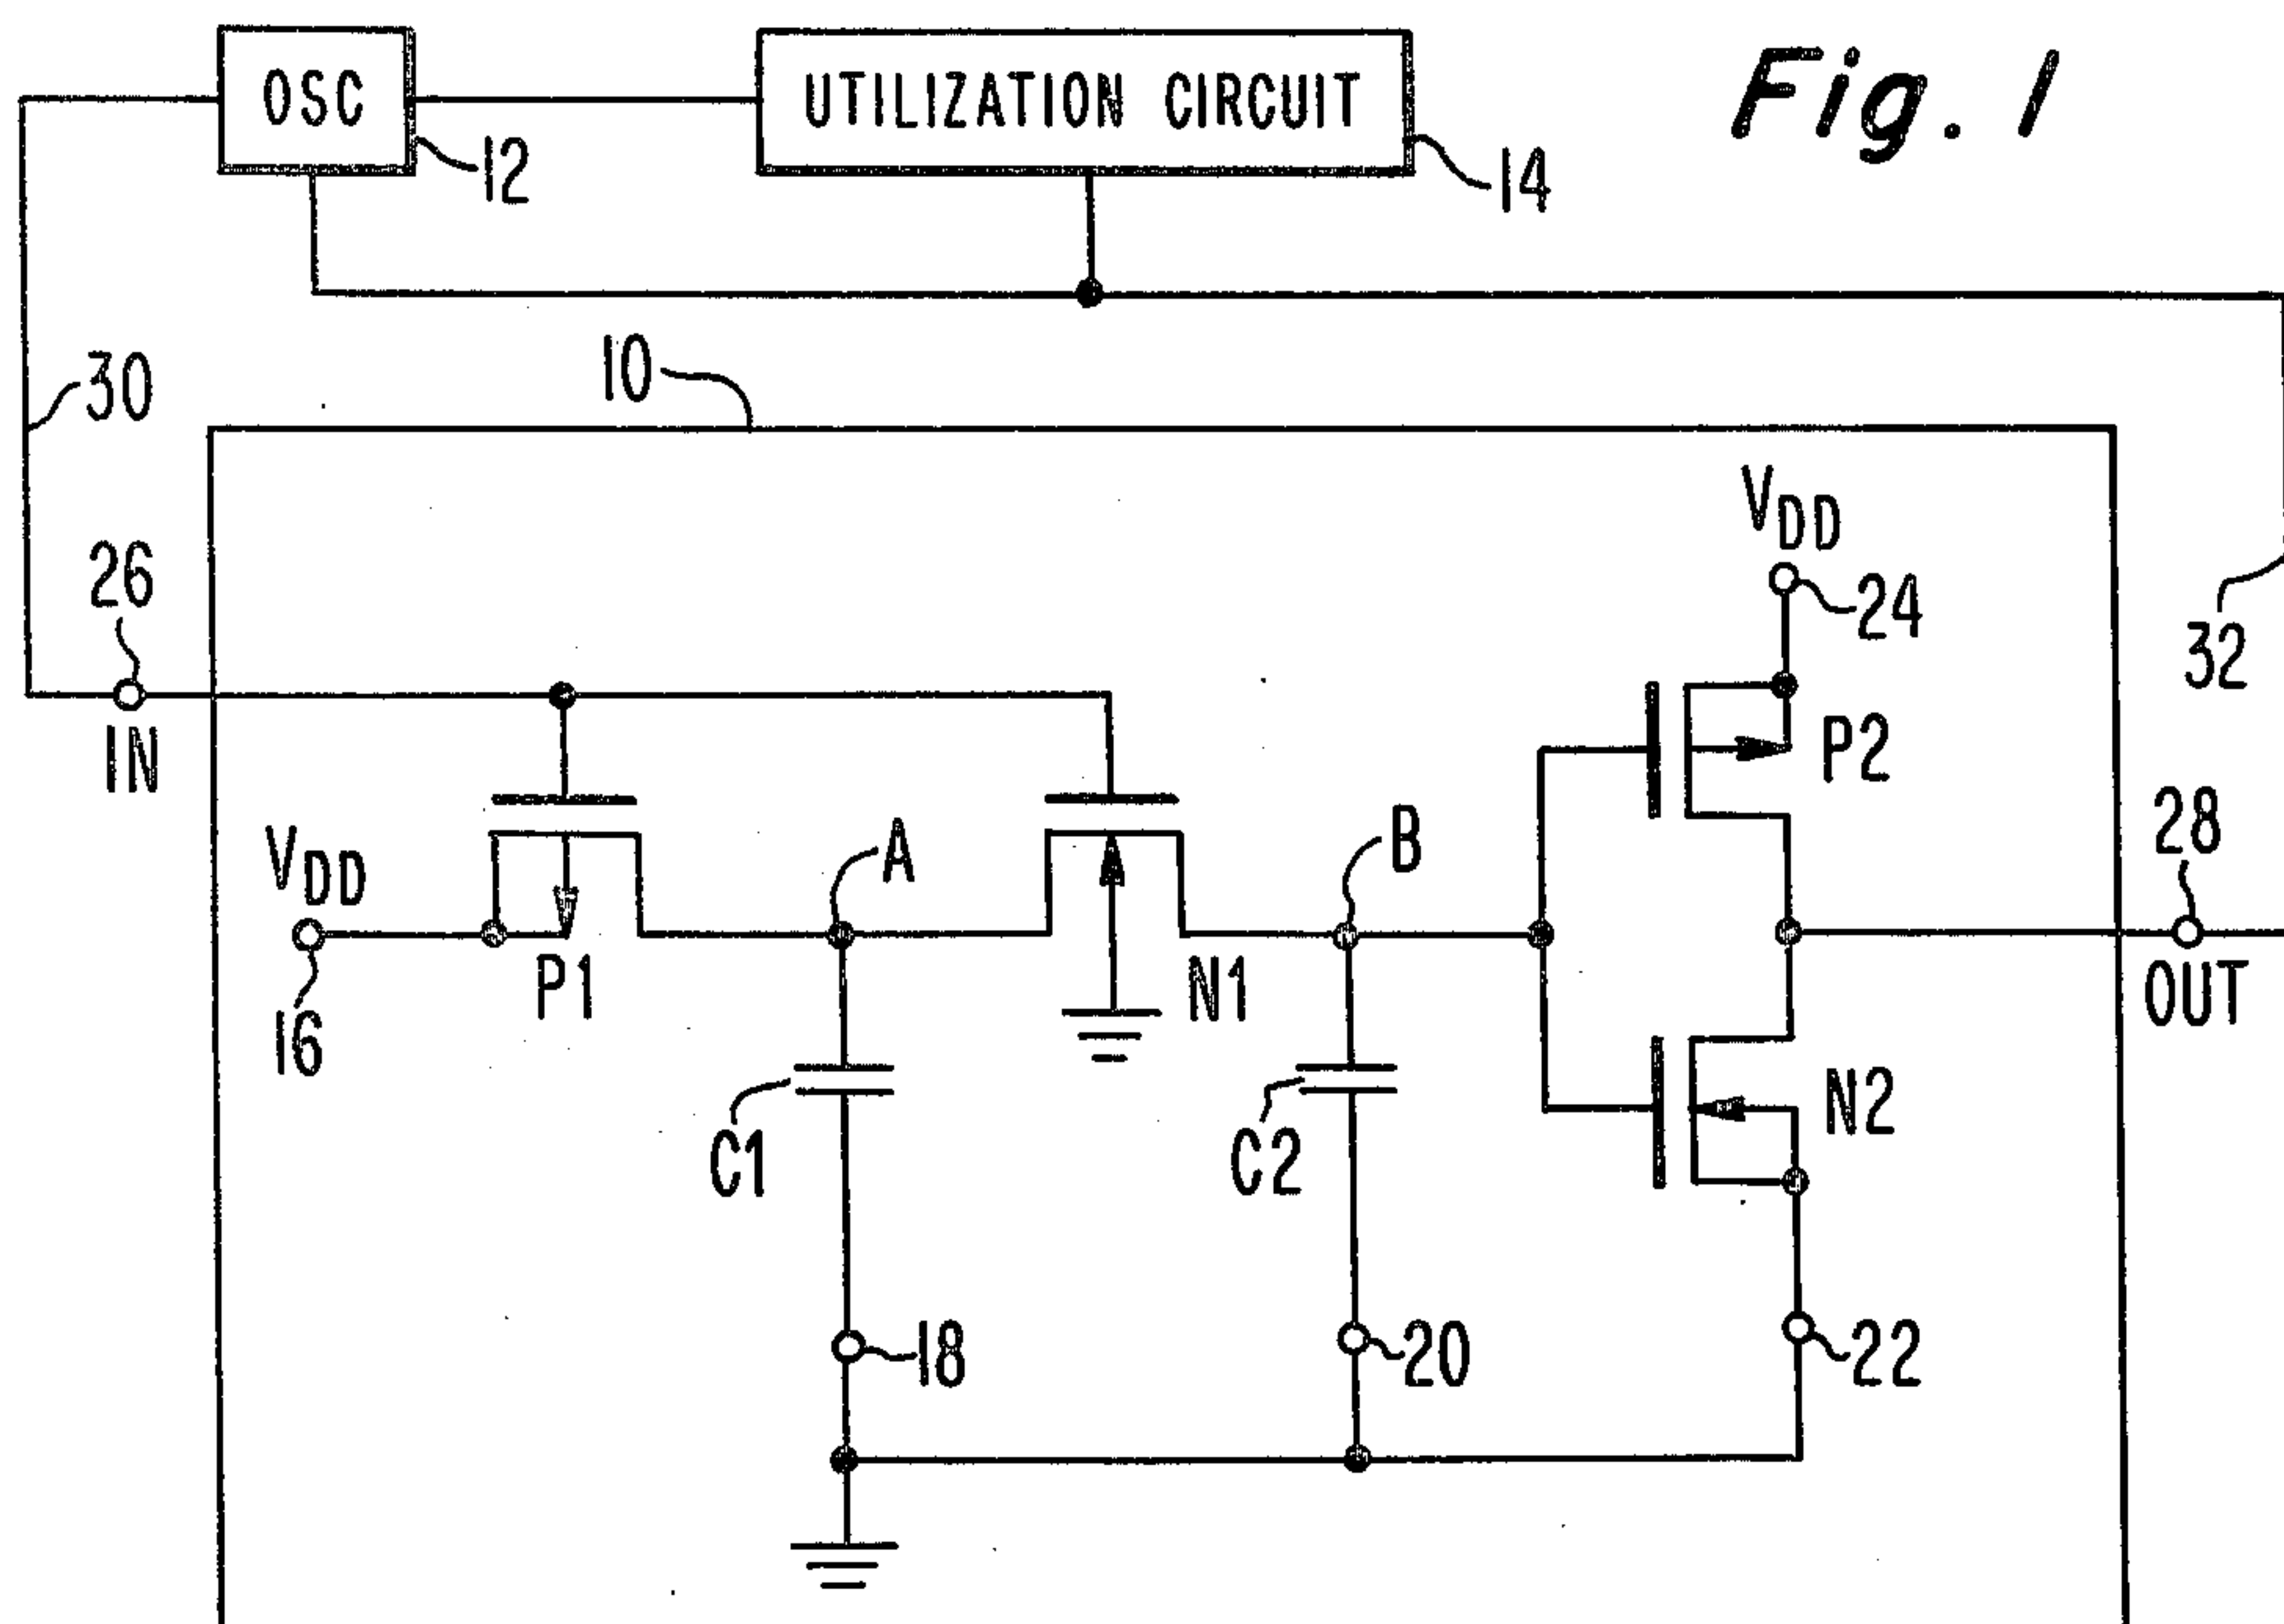 Fig. 1
OSC
UTILIZATION CIRCUIT
12
14
10
30
VDD
26
24
32
IN
P2
VDD
A
B
28
P1
N1
OUT
16
C1
C2
N2
18
20
22